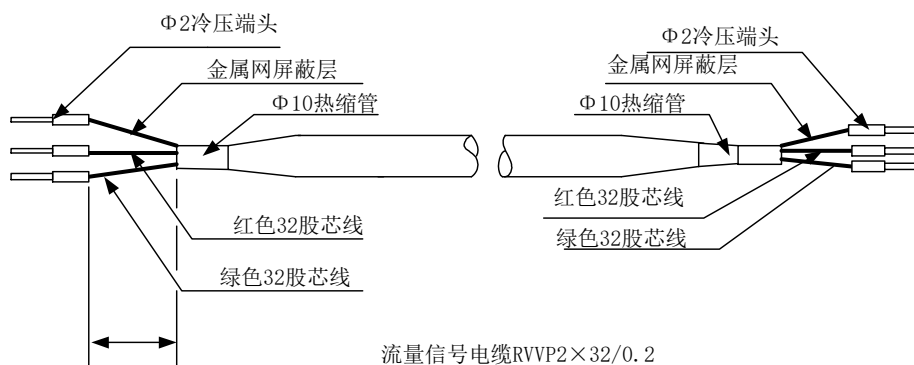 Φ2冷压端头
Φ2冷压端头
金属网屏蔽层
金属网屏蔽层
Φ10热缩管
Φ10热缩管
红色32股芯线
红色32股芯线
绿色32股芯线
绿色32股芯线
流量信号电缆RVVP2×32/0.2